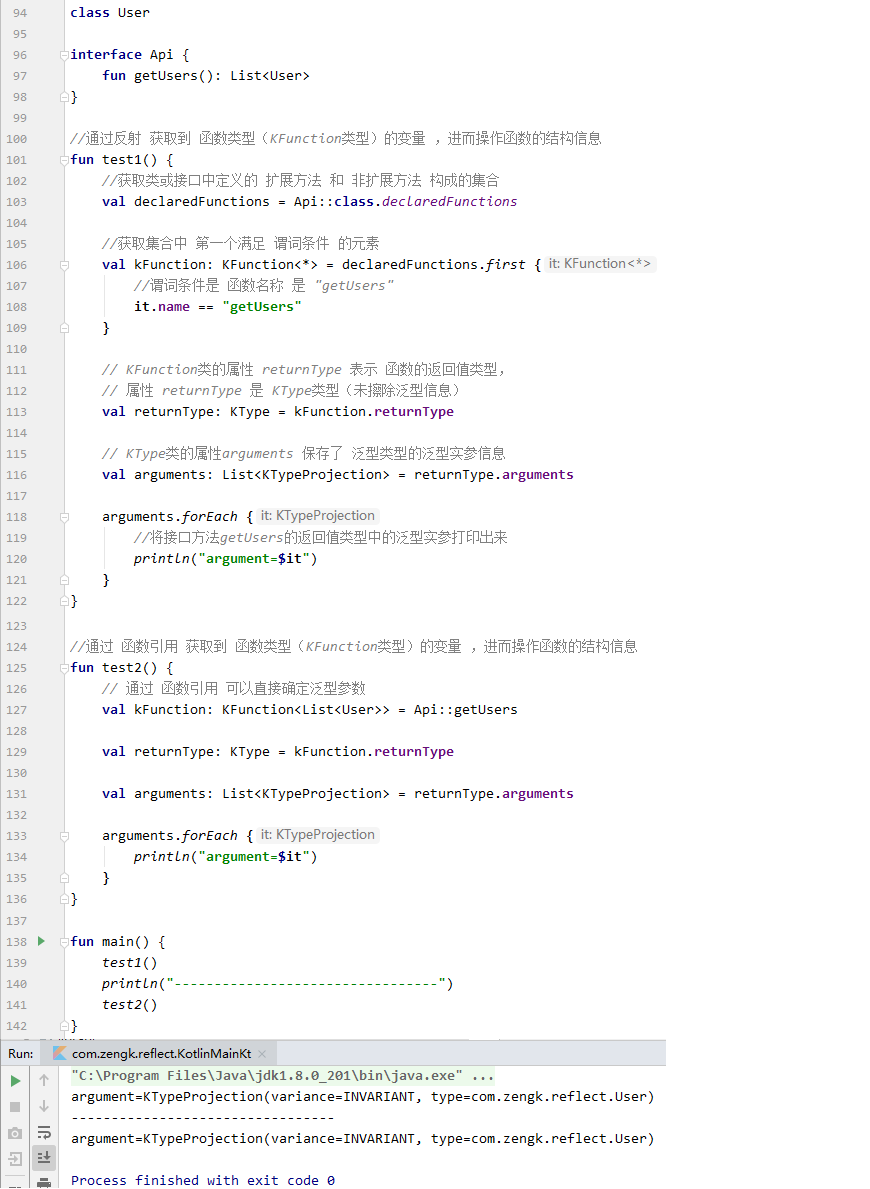 94 class User
95
96 interface Api {
97 fun getUsers(): List<User>
98 }
99
100 //通过反射 获取到 函数类型（KFunction类型）的变量 ，进而操作函数的结构信息
101 fun test1() {
102 //获取类或接口中定义的 扩展方法 和 非扩展方法 构成的集合
103 val declaredFunctions = Api::class.declaredFunctions
104
105 //获取集合中 第一个满足 谓词条件 的元素
106 val kFunction: KFunction<*> = declaredFunctions.first { it: KFunction<*>
107 //谓词条件是 函数名称 是 "getUsers"
108 it.name == "getUsers"
109 }
110
111 // KFunction类的属性 returnType 表示 函数的返回值类型，
112 // 属性 returnType 是 KType类型（未擦除泛型信息）
113 val returnType: KType = kFunction.returnType
114
115 // KType类的属性arguments 保存了 泛型类型的泛型实参信息
116 val arguments: List<KTypeProjection> = returnType.arguments
117
118 arguments.forEach { it: KTypeProjection
119 //将接口方法getUsers的返回值类型中的泛型实参打印出来
120 println("argument=$it")
121 }
122 }
123
124 //通过 函数引用 获取到 函数类型（KFunction类型）的变量 ，进而操作函数的结构信息
125 fun test2() {
126 // 通过 函数引用 可以直接确定泛型参数
127 val kFunction: KFunction<List<User>> = Api::getUsers
128
129 val returnType: KType = kFunction.returnType
130
131 val arguments: List<KTypeProjection> = returnType.arguments
132
133 arguments.forEach { it: KTypeProjection
134 println("argument=$it")
135 }
136 }
137
138 fun main() {
139 test1()
140 println("---------------------------------")
141 test2()
142 }
Run: com.zengk.reflect.KotlinMainKt ×
"C:\Program Files\Java\jdk1.8.0_201\bin\java.exe" ...
argument=KTypeProjection(variance=INVARIANT, type=com.zengk.reflect.User)
---------------------------------
argument=KTypeProjection(variance=INVARIANT, type=com.zengk.reflect.User)
Process finished with exit code 0